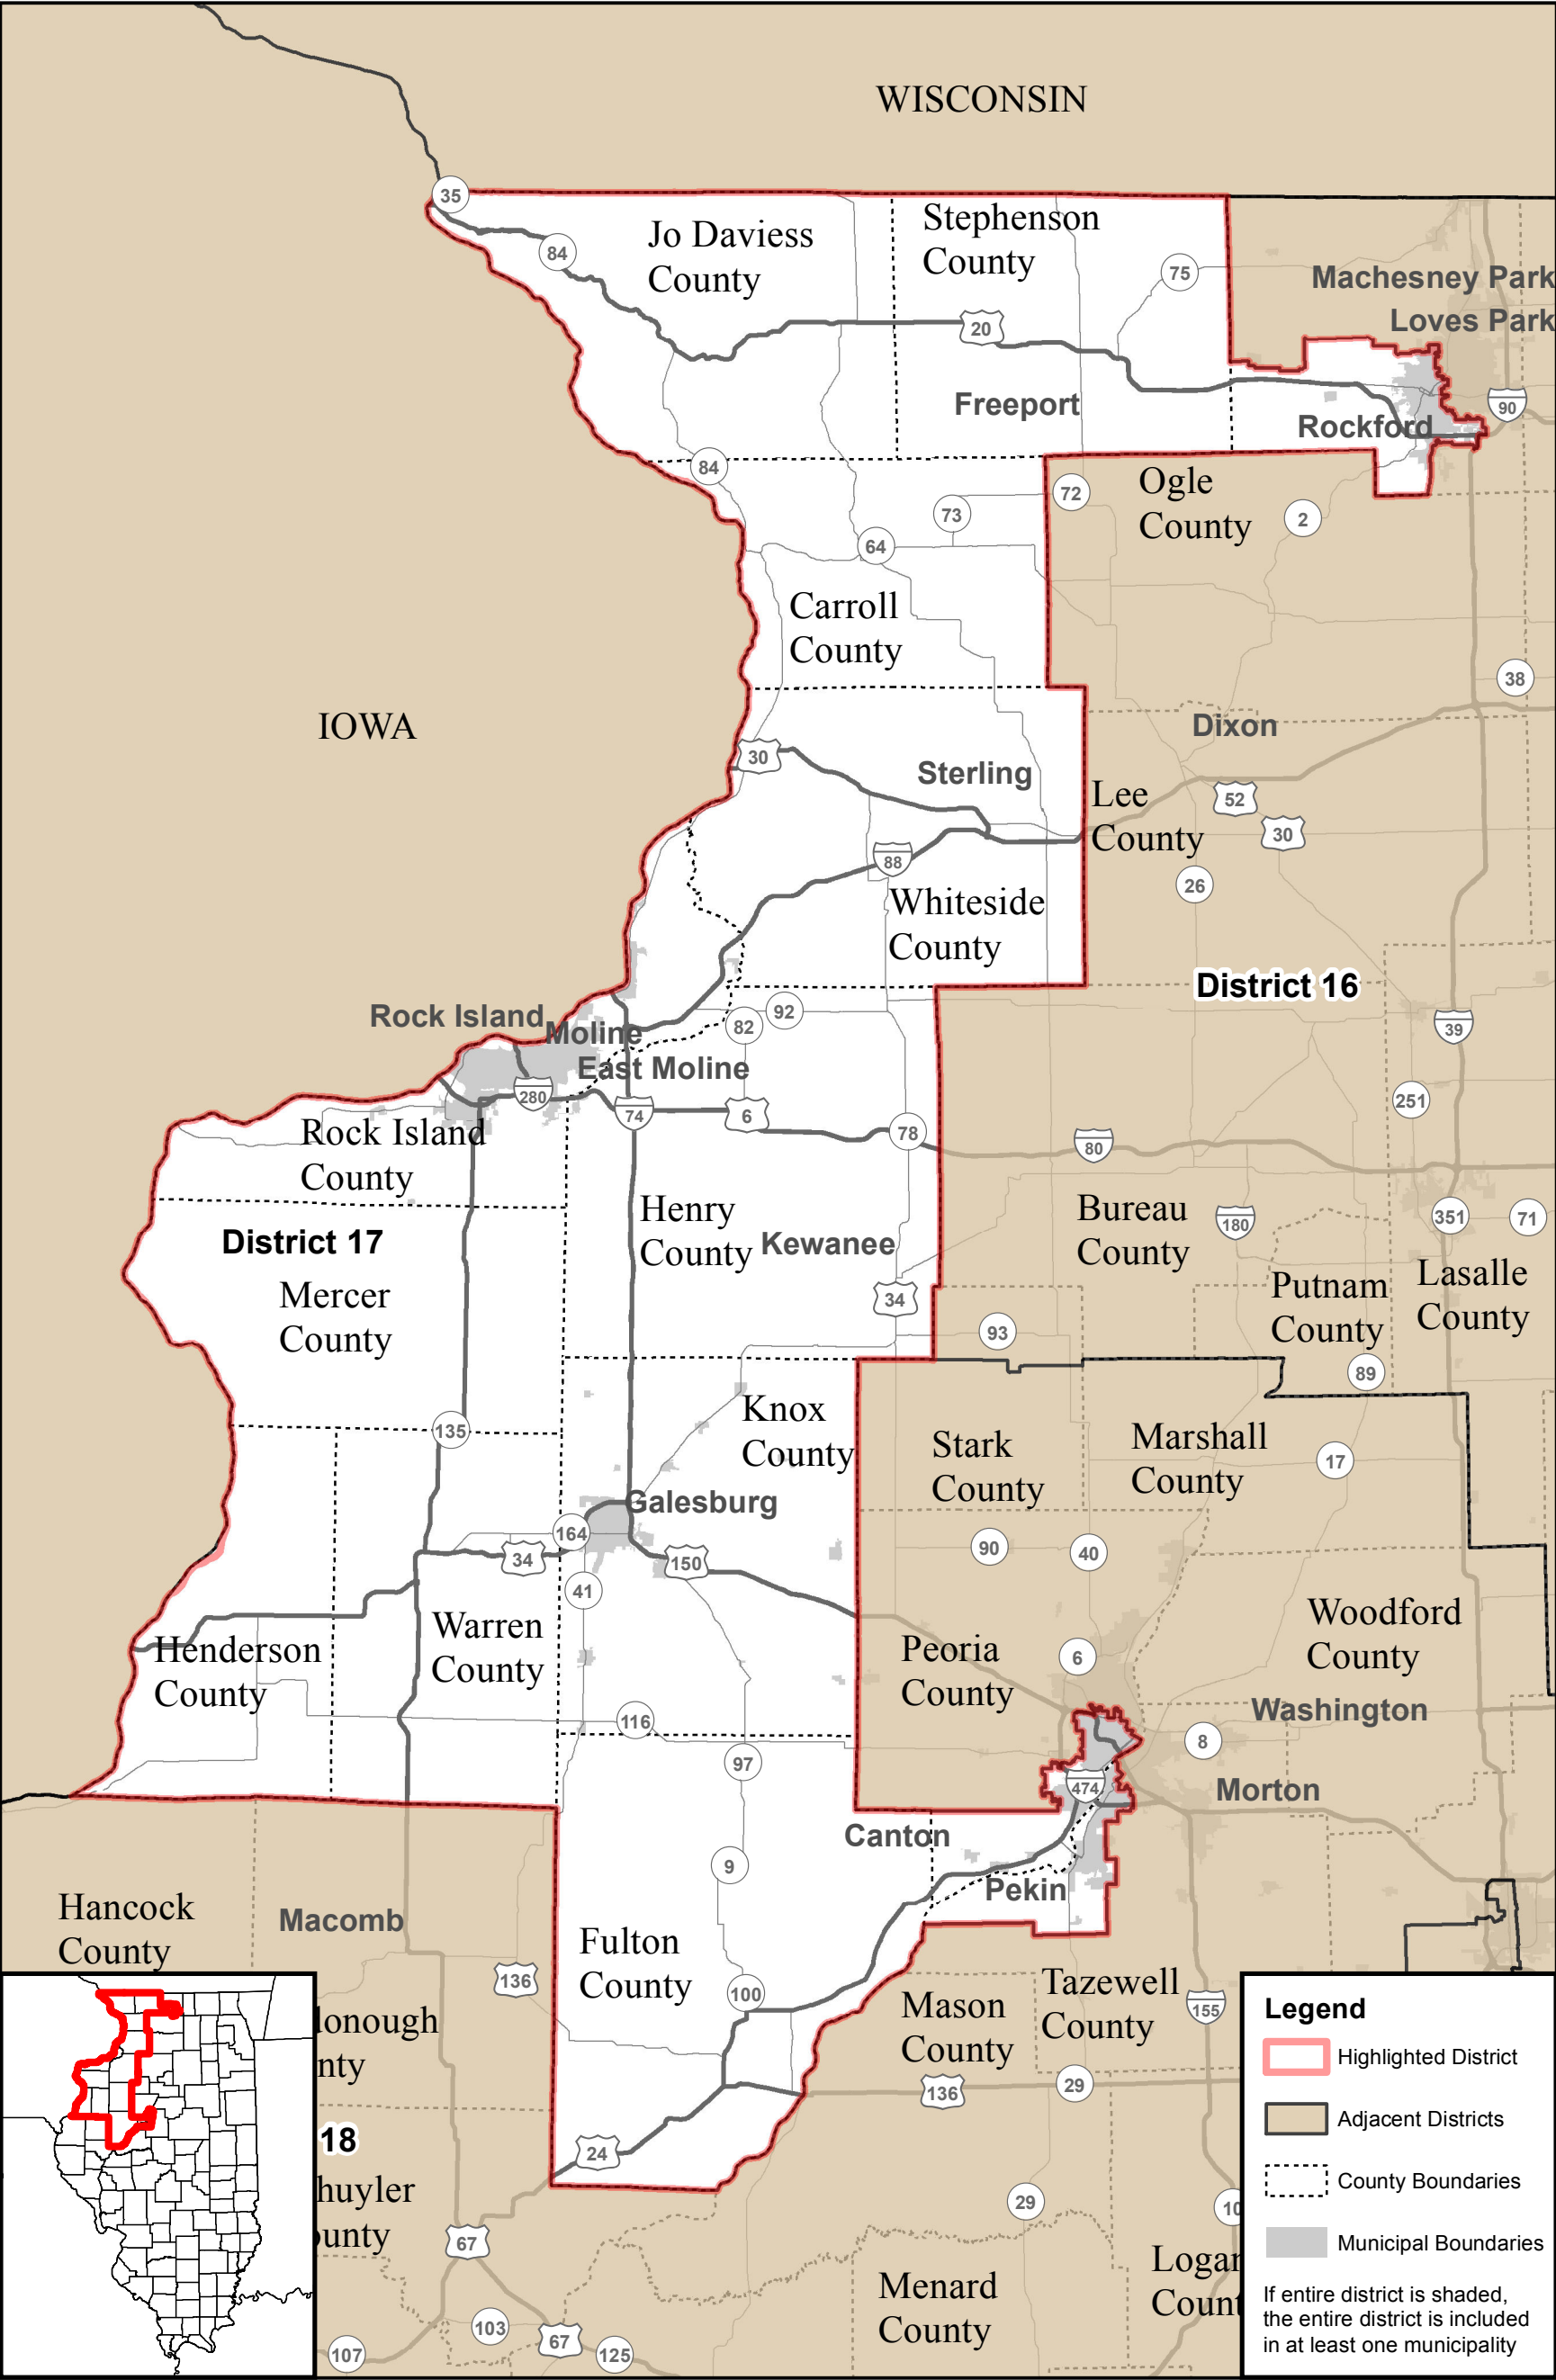 WISCONSIN
35
Jo Daviess
County
Stephenson
County
84
75
Machesney Park
Loves Park
20
Freeport
Rockford
90
84
72
73
Ogle
County
2
64
Carroll
County
38
IOWA
Dixon
30
Sterling
Lee
County
52
30
88
26
Whiteside
County
District 16
Rock Island
Moline
92
82
39
East Moline
280
74
6
251
Rock Island
County
78
80
Henry
County
Kewanee
Bureau
County
180
351
71
District 17
Mercer
County
34
Putnam
County
Lasalle
County
93
89
Knox
County
135
Stark
County
Marshall
County
17
Galesburg
164
34
150
90
40
41
Henderson
County
Warren
County
Peoria
County
6
Woodford
County
Washington
116
97
8
474
Morton
Canton
9
Pekin
Hancock
County
Macomb
136
Fulton
County
100
Mason
County
Tazewell
County
155
donough
nty
136
29
18
24
huyler
ounty
29
10
67
Logan
Count
Menard
County
103
67
125
107
Legend
Highlighted District
Adjacent Districts
County Boundaries
Municipal Boundaries
If entire district is shaded,
the entire district is included
in at least one municipality